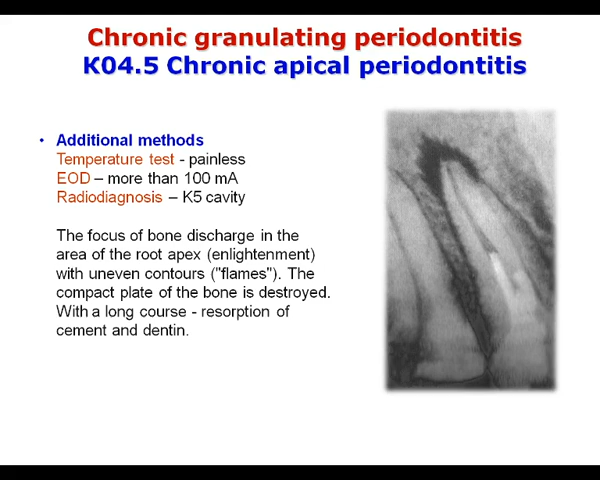 Chronic granulating periodontitis
K04.5 Chronic apical periodontitis
• Additional methods
Temperature test - painless
EOD – more than 100 mA
Radiodiagnosis – K5 cavity
The focus of bone discharge in the
area of the root apex (enlightenment)
with uneven contours ("flames"). The
compact plate of the bone is destroyed.
With a long course - resorption of
cement and dentin.